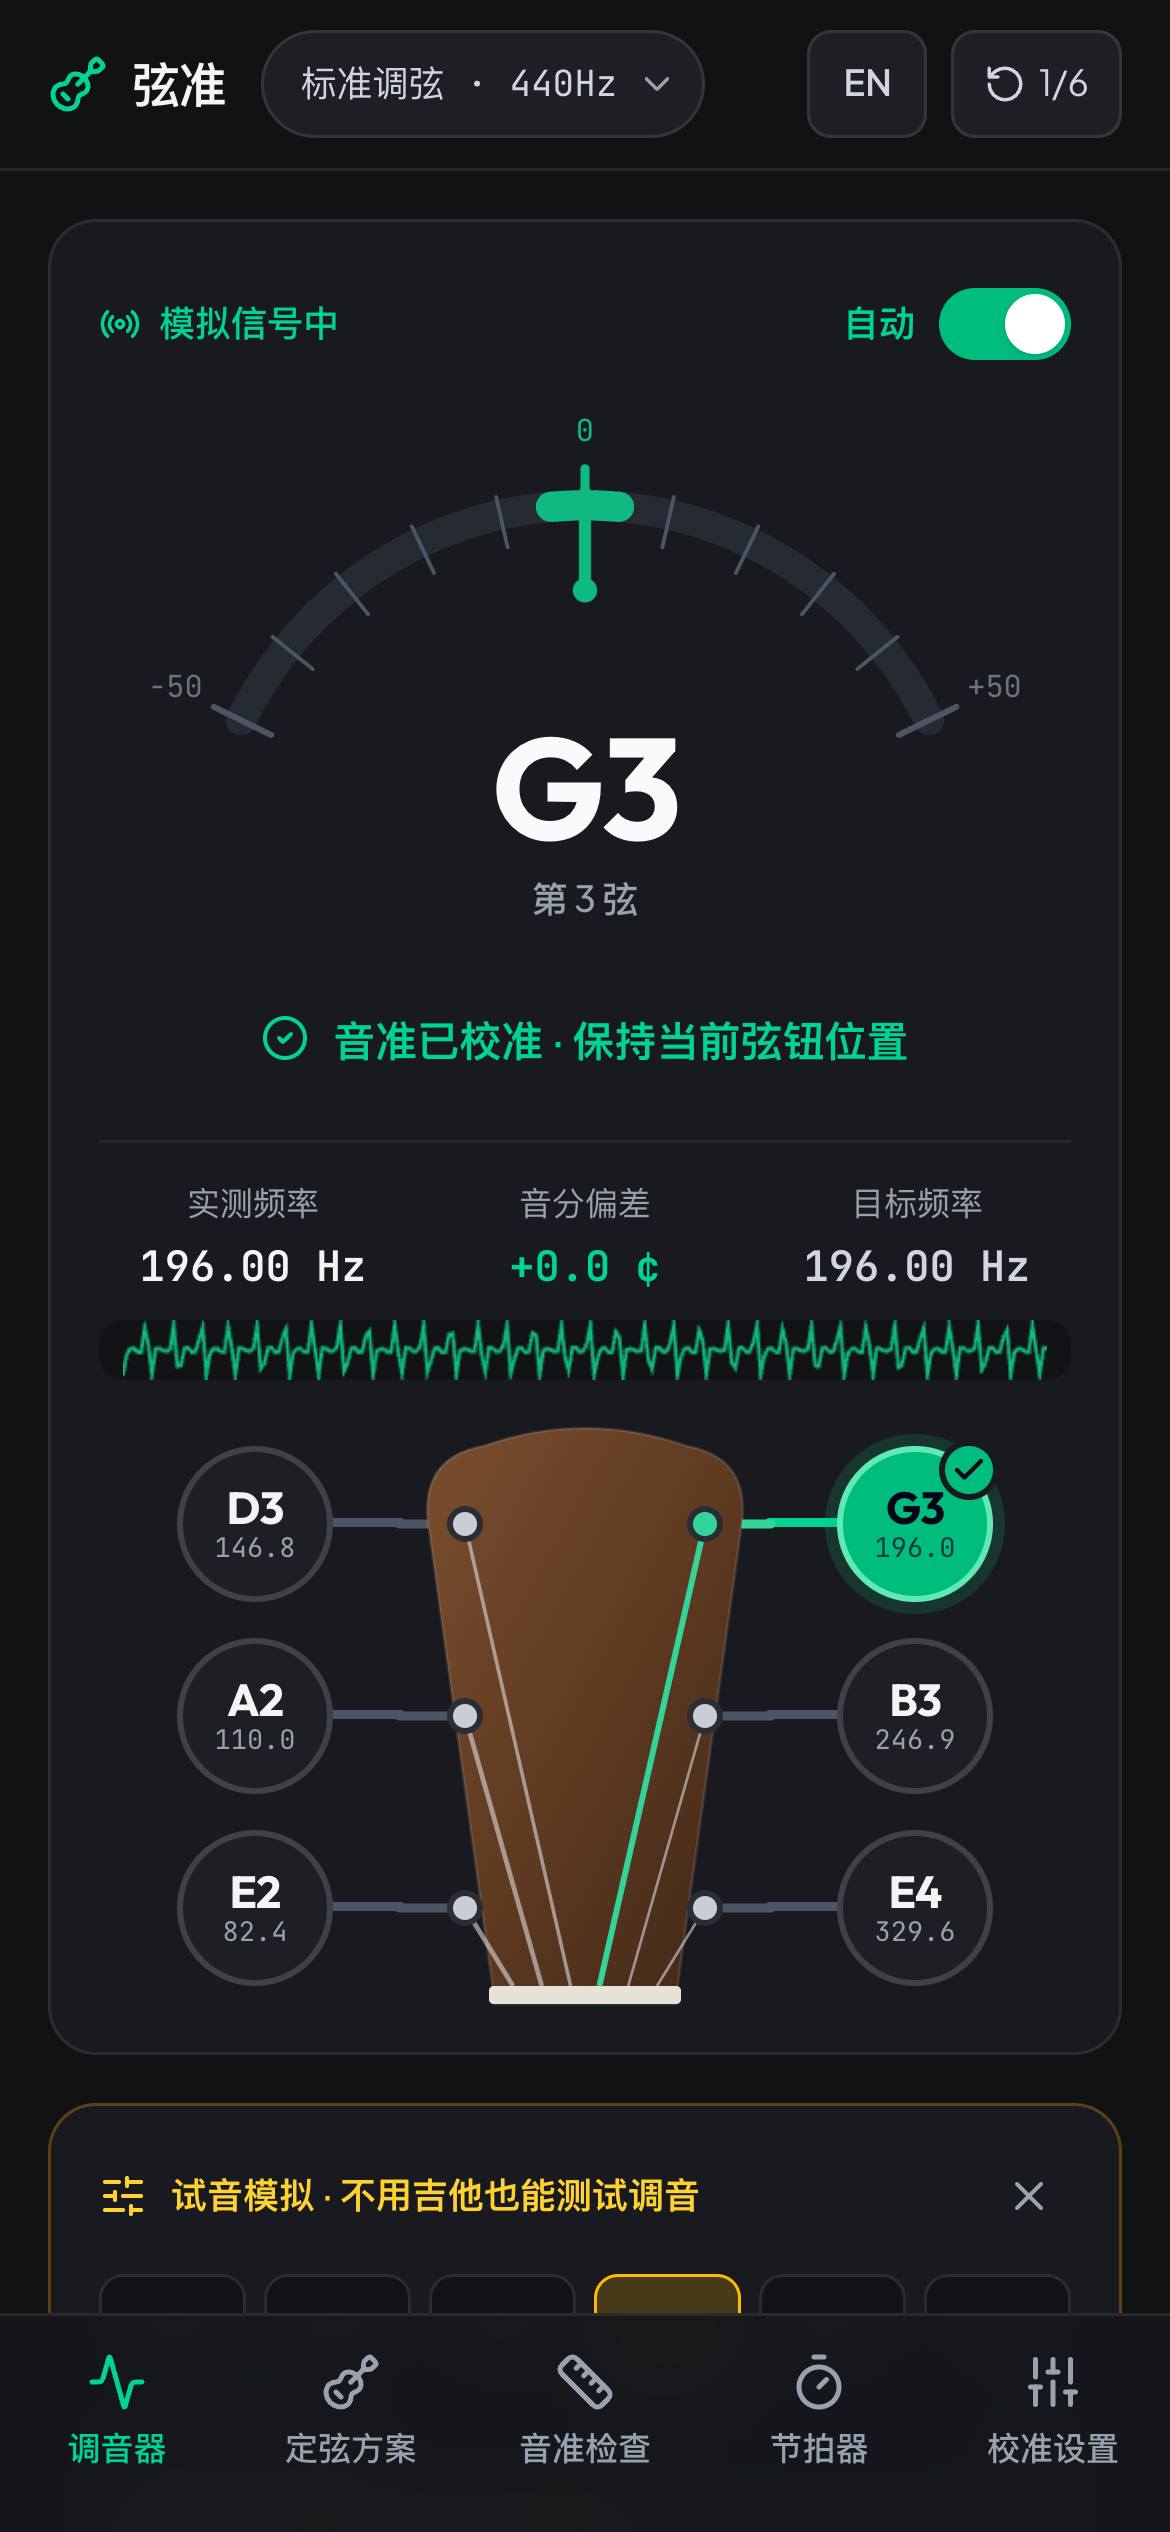 弦准
标准调弦 · 440Hz
EN
1/6
模拟信号中
自动
0
-50
+50
G3
第 3 弦
音准已校准 · 保持当前弦钮位置
实测频率
音分偏差
目标频率
196.00 Hz
+0.0 ¢
196.00 Hz
D3
146.8
G3
196.0
A2
110.0
B3
246.9
E2
82.4
E4
329.6
试音模拟 · 不用吉他也能测试调音
调音器
定弦方案
音准检查
节拍器
校准设置